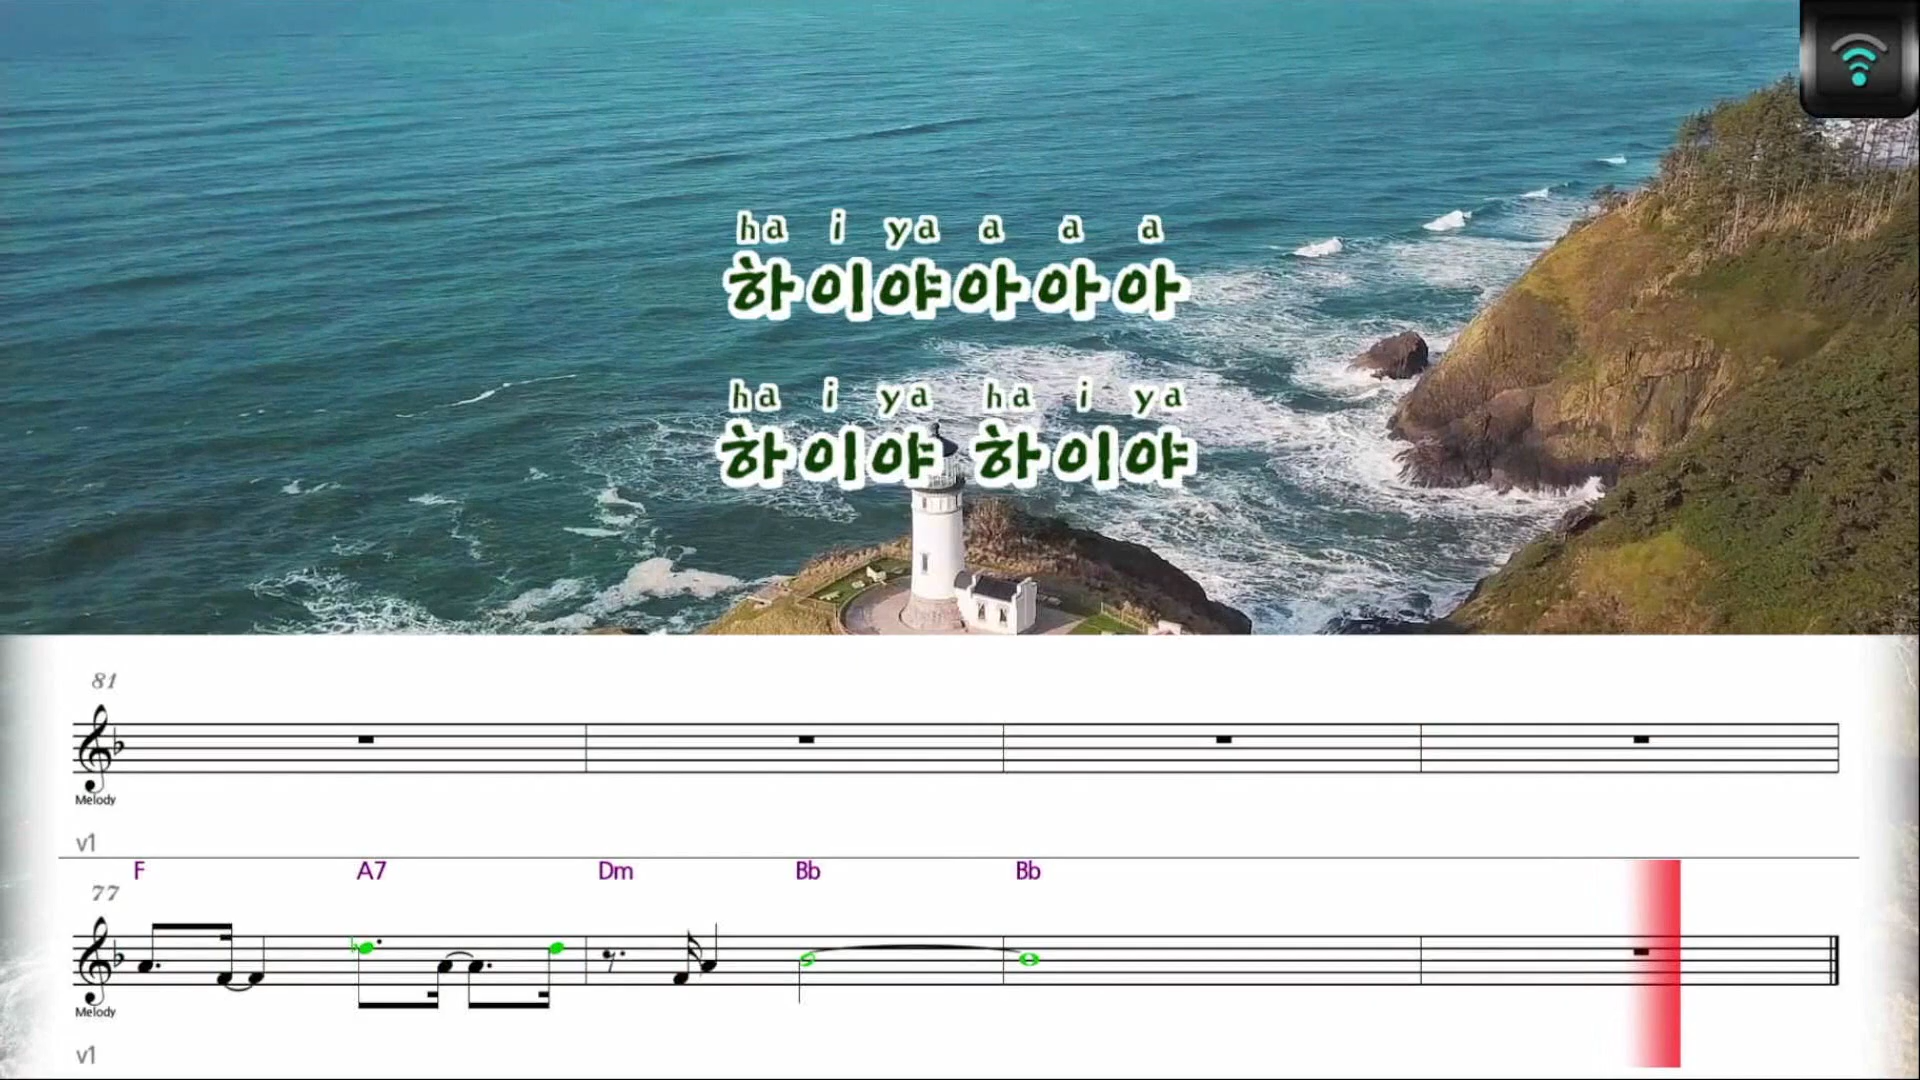 ha i ya a a a
하이야아아아
ha i ya ha i ya
하이야 하이야
81
Melody
v1
F A7 Dm Bb Bb
77
Melody
v1